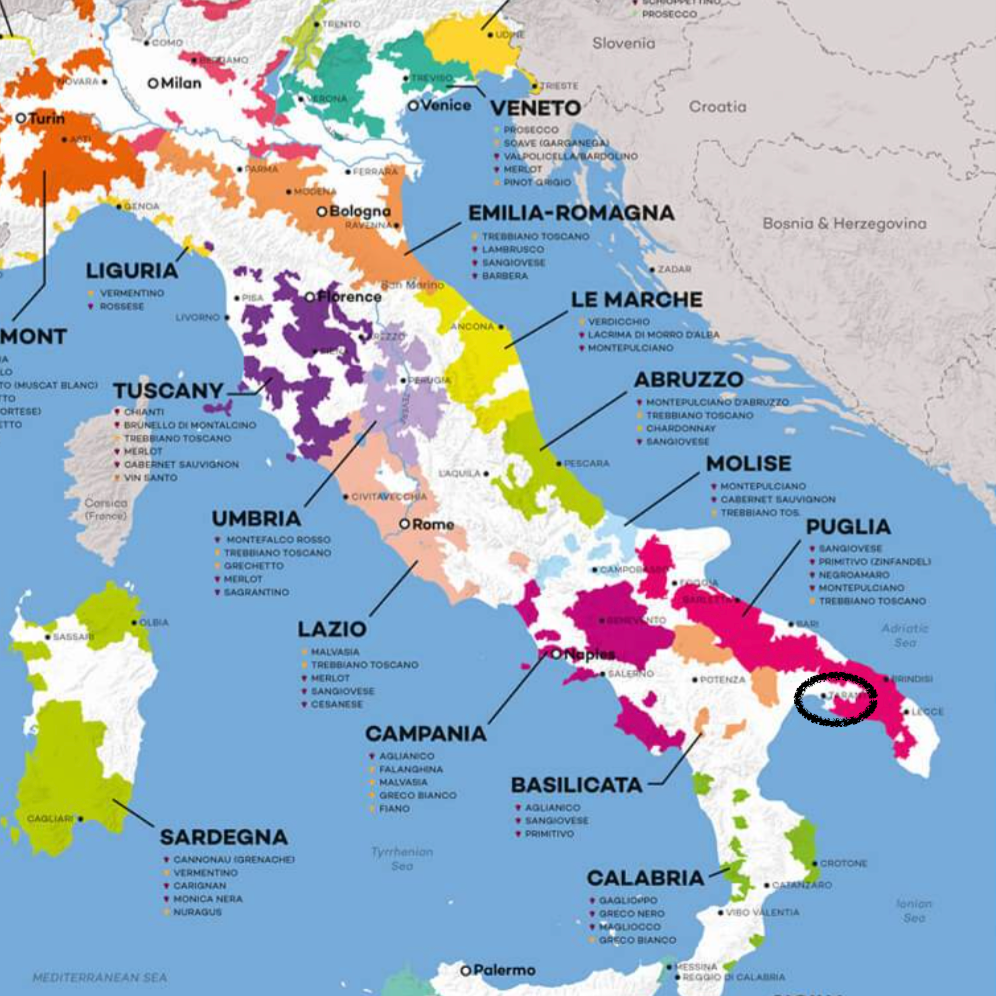 SCHIOPPETTINO
PROSECCO
TRENTO
COMO
BERGAMO
UDINE
Slovenia
NOVARA
Milan
TREVISO
TRIESTE
VERONA
Venice
VENETO
Croatia
Turin
PROSECCO
SOAVE (GARGANEGA)
VALPOLICELLA/BARDOLINO
MERLOT
PINOT GRIGIO
ASTI
PARMA
FERRARA
MODENA
GENOA
Bologna
RAVENNA
EMILIA-ROMAGNA
TREBBIANO TOSCANO
LAMBRUSCO
SANGIOVESE
BARBERA
Bosnia & Herzegovina
LIGURIA
VERMENTINO
ROSSESE
ZADAR
San Marino
PISA
Florence
LIVORNO
LE MARCHE
VERDICCHIO
LACRIMA DI MORRO D'ALBA
MONTEPULCIANO
ANCONA
MONT
IA
LO
TO (MUSCAT BLANC)
TTO
ORTESE)
ETTO
AREZZO
SIENA
PERUGIA
TUSCANY
CHIANTI
BRUNELLO DI MONTALCINO
TREBBIANO TOSCANO
MERLOT
CABERNET SAUVIGNON
VIN SANTO
ABRUZZO
MONTEPULCIANO D'ABRUZZO
TREBBIANO TOSCANO
CHARDONNAY
SANGIOVESE
PESCARA
L'AQUILA
Corsica
(France)
CIVITAVECCHIA
Rome
MOLISE
MONTEPULCIANO
CABERNET SAUVIGNON
TREBBIANO TOS.
UMBRIA
MONTEFALCO ROSSO
TREBBIANO TOSCANO
GRECHETTO
MERLOT
SAGRANTINO
PUGLIA
SANGIOVESE
PRIMITIVO (ZINFANDEL)
NEGROAMARO
MONTEPULCIANO
TREBBIANO TOSCANO
CAMPOBASSO
FOGGIA
BARLETTA
BARI
Adriatic
Sea
OLBIA
SASSARI
LAZIO
MALVASIA
TREBBIANO TOSCANO
MERLOT
SANGIOVESE
CESANESE
BENEVENTO
Naples
SALERNO
POTENZA
TARAN
BRINDISI
LECCE
CAMPANIA
AGLIANICO
FALANGHINA
MALVASIA
GRECO BIANCO
FIANO
BASILICATA
AGLIANICO
SANGIOVESE
PRIMITIVO
CAGLIARI
SARDEGNA
CANNONAU (GRENACHE)
VERMENTINO
CARIGNAN
MONICA NERA
NURAGUS
Tyrrhenian
Sea
CROTONE
CATANZARO
CALABRIA
GAGLIOPPO
GRECO NERO
MAGLIOCCO
GRECO BIANCO
VIBO VALENTIA
Ionian
Sea
MEDITERRANEAN SEA
Palermo
MESSINA
REGGIO DI CALABRIA